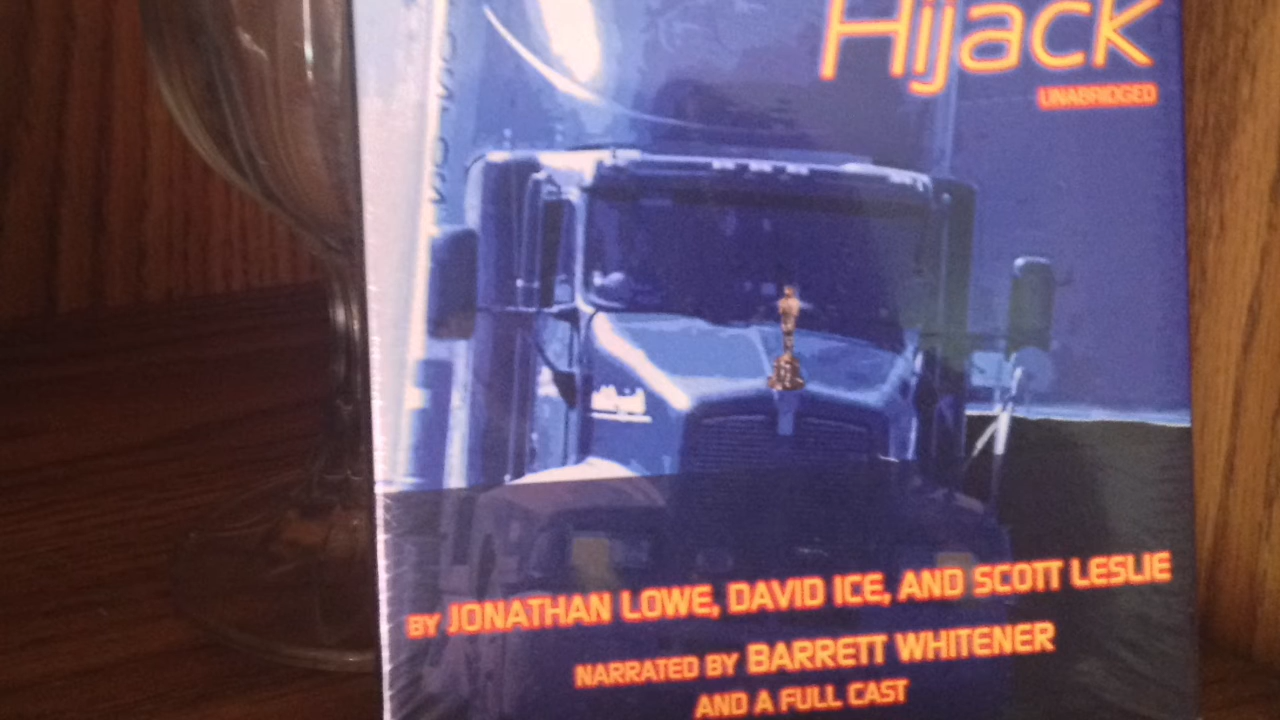 Hijack
UNABRIDGED
BY JONATHAN LOWE, DAVID ICE, AND SCOTT LESLIE
NARRATED BY BARRETT WHITENER
AND A FULL CAST